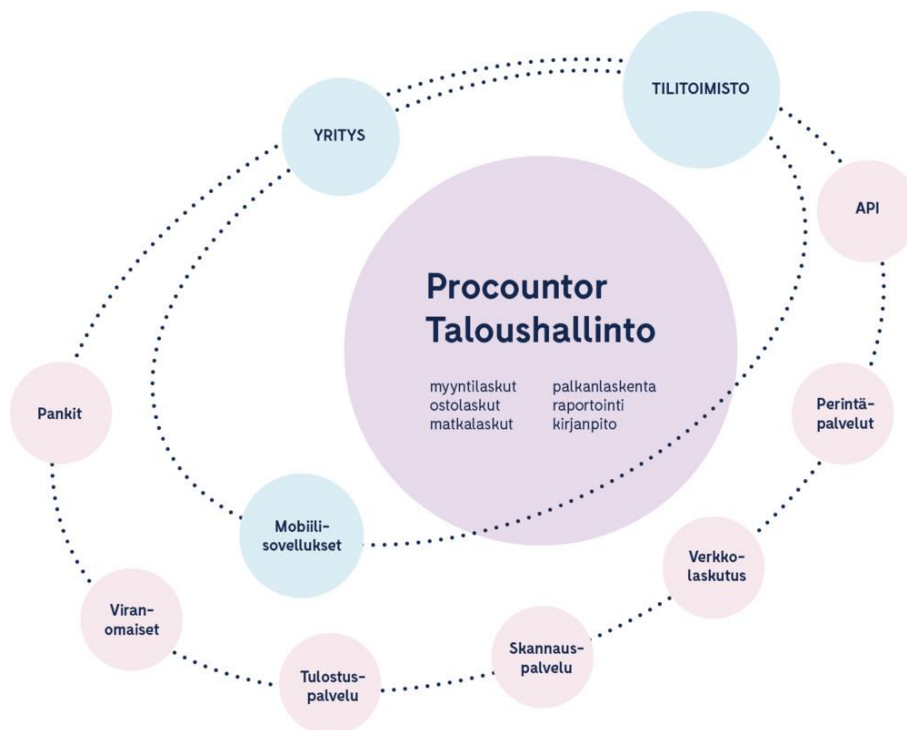 TILITOIMISTO
YRITYS
API
Procountor
Taloushallinto
myyntilaskut
ostolaskut
matkalaskut
palkanlaskenta
raportointi
kirjanpito
Pankit
Perintä-
palvelut
Mobiili-
sovellukset
Verkko-
laskutus
Viran-
omaiset
Skannaus-
palvelu
Tulostus-
palvelu